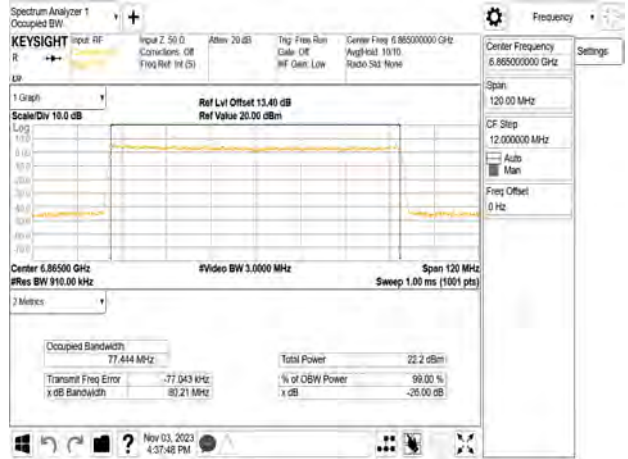 Spectrum Analyzer 1
Occupied BW
Frequency
KEYSIGHT Input: RF
Input Z: 50 Ω
Atten: 20 dB
Trig: Free Run
Center Freq: 6.865000000 GHz
R
Corrections: Off
Gate: Off
Avg|Hold: 10/10
Freq Ref: Int (S)
#IF Gain: Low
Radio Std: None
Center Frequency
6.865000000 GHz
Settings
Span
120.00 MHz
CF Step
12.000000 MHz
Auto
Man
Freq Offset
0 Hz
1 Graph
Scale/Div 10.0 dB
Ref Lvl Offset 13.40 dB
Ref Value 20.00 dBm
Log
Center 6.86500 GHz
#Video BW 3.0000 MHz
Span 120 MHz
#Res BW 910.00 kHz
Sweep 1.00 ms (1001 pts)
2 Metrics
Occupied Bandwidth
77.444 MHz
Total Power
22.2 dBm
Transmit Freq Error
-77.043 kHz
% of OBW Power
99.00 %
x dB Bandwidth
80.21 MHz
x dB
-26.00 dB
Nov 03, 2023
4:37:48 PM